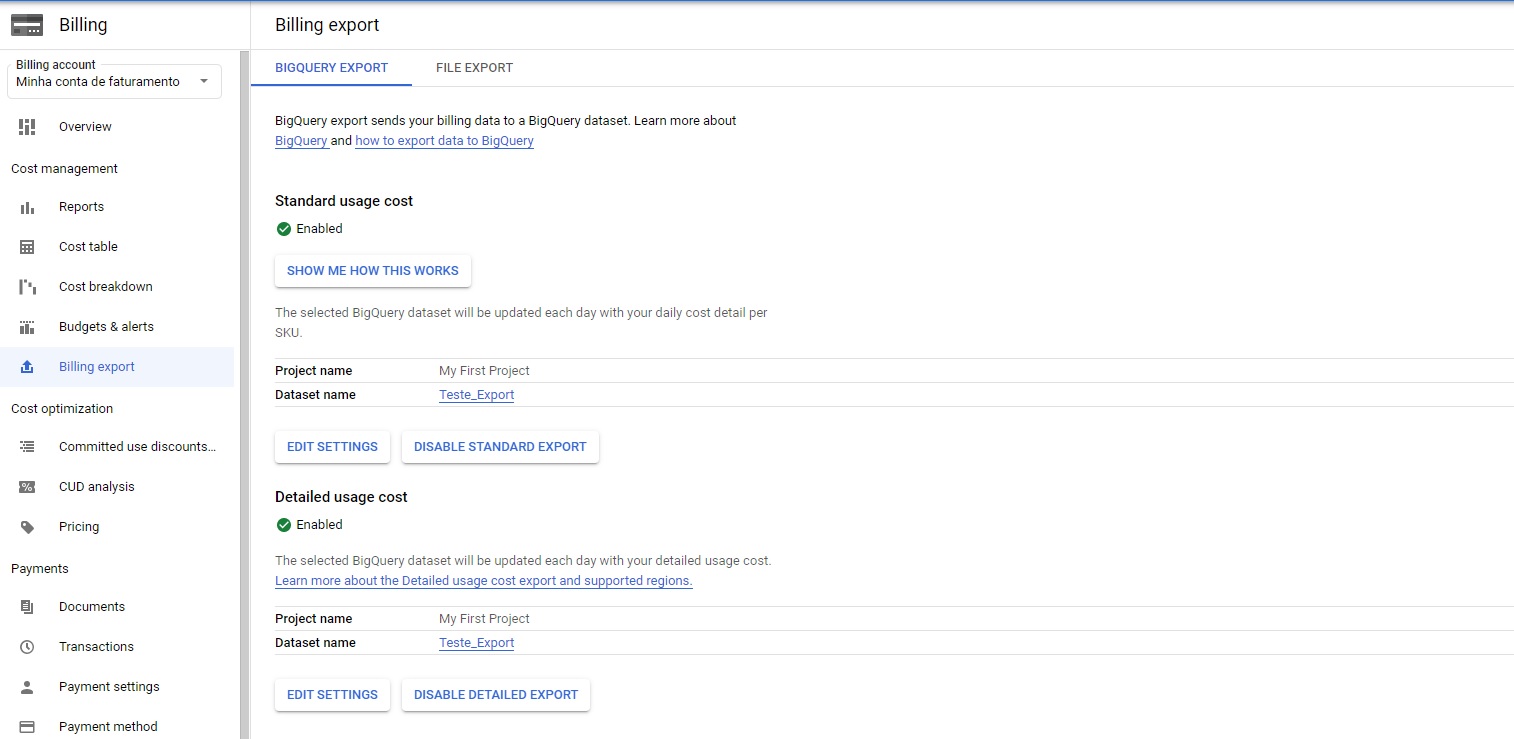 Billing
Billing account
Minha conta de faturamento
Overview
Cost management
Reports
Cost table
Cost breakdown
Budgets & alerts
Billing export
Cost optimization
Committed use discounts...
CUD analysis
Pricing
Payments
Documents
Transactions
Payment settings
Payment method
Billing export
BIGQUERY EXPORT
FILE EXPORT
BigQuery export sends your billing data to a BigQuery dataset. Learn more about
BigQuery and how to export data to BigQuery
Standard usage cost
Enabled
SHOW ME HOW THIS WORKS
The selected BigQuery dataset will be updated each day with your daily cost detail per
SKU.
Project name My First Project
Dataset name Teste_Export
EDIT SETTINGS DISABLE STANDARD EXPORT
Detailed usage cost
Enabled
The selected BigQuery dataset will be updated each day with your detailed usage cost.
Learn more about the Detailed usage cost export and supported regions.
Project name My First Project
Dataset name Teste_Export
EDIT SETTINGS DISABLE DETAILED EXPORT